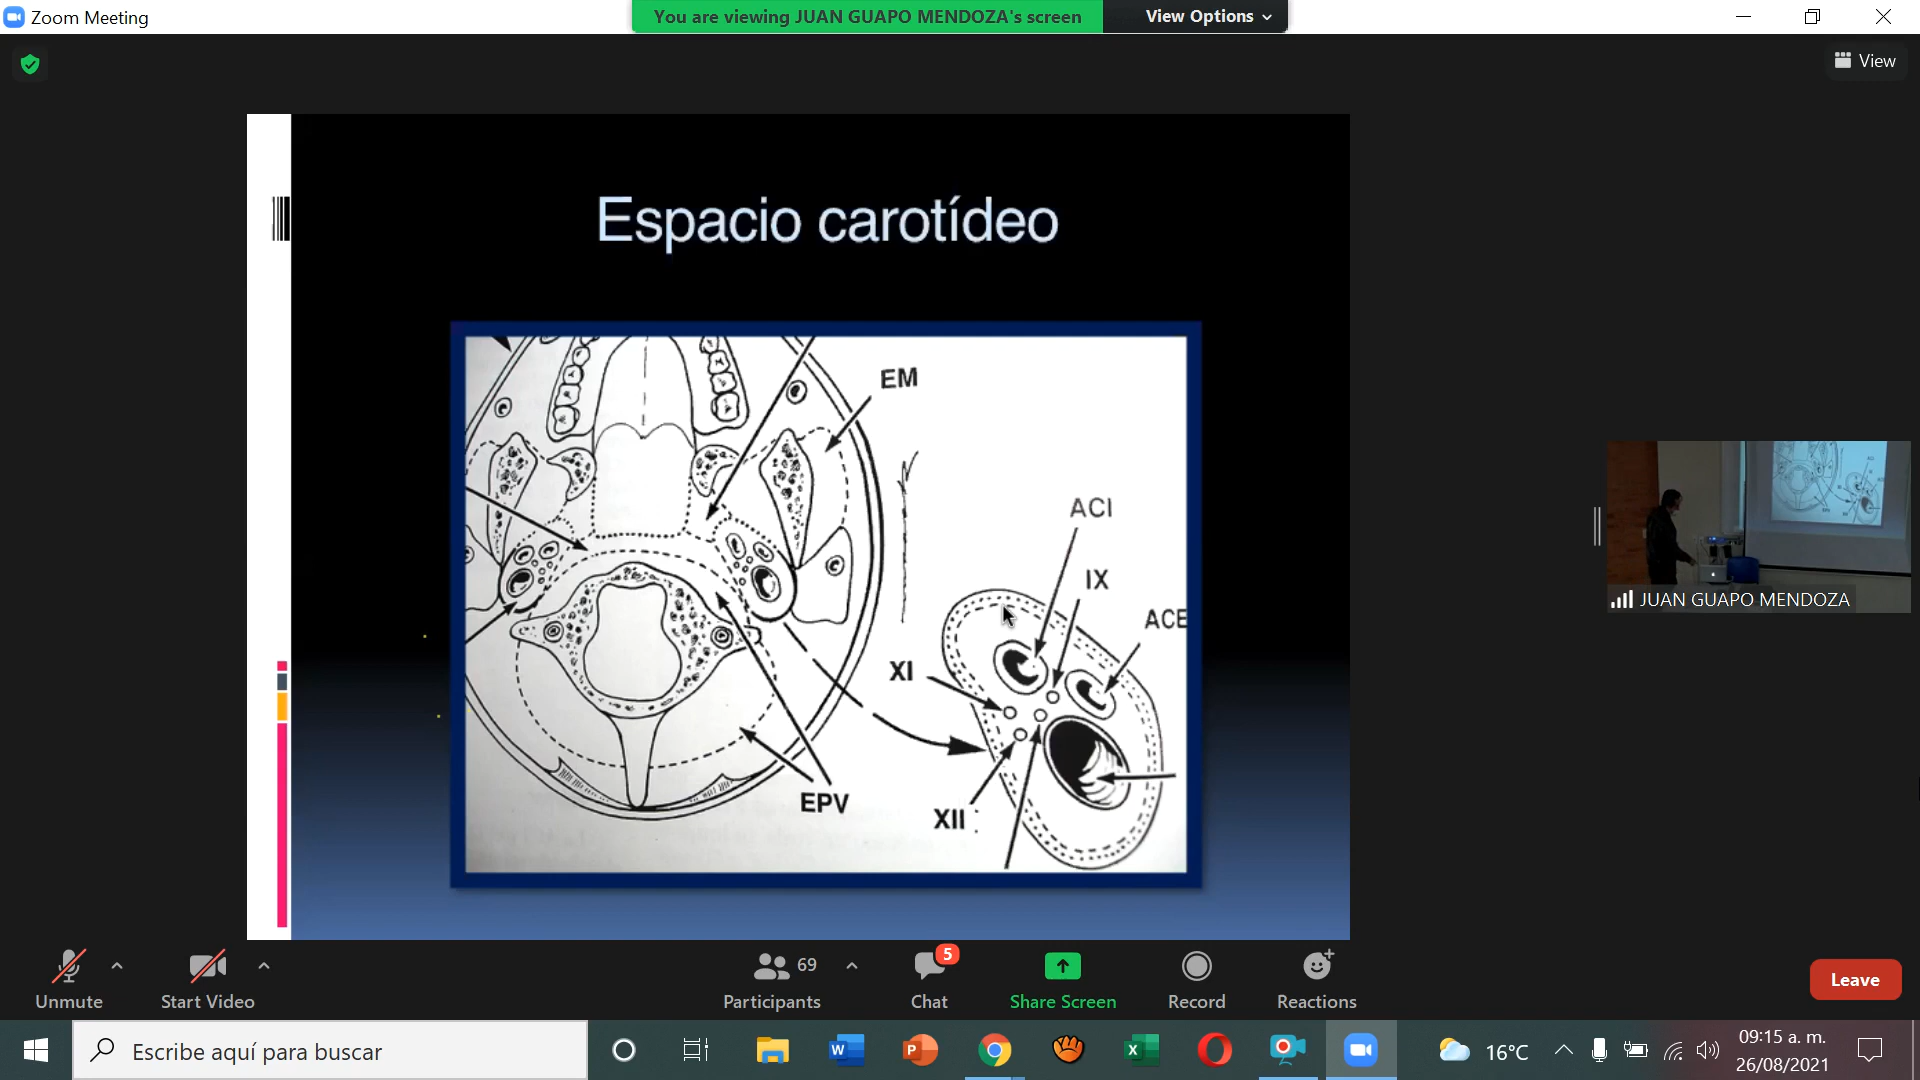 Zoom Meeting
You are viewing JUAN GUAPO MENDOZA's screen
View Options
View
Espacio carotídeo
EM
ACI
IX
ACE
XI
EPV
XII
JUAN GUAPO MENDOZA
Unmute
Start Video
69
Participants
5
Chat
Share Screen
Record
Reactions
Leave
Escribe aquí para buscar
16°C
09:15 a. m.
26/08/2021